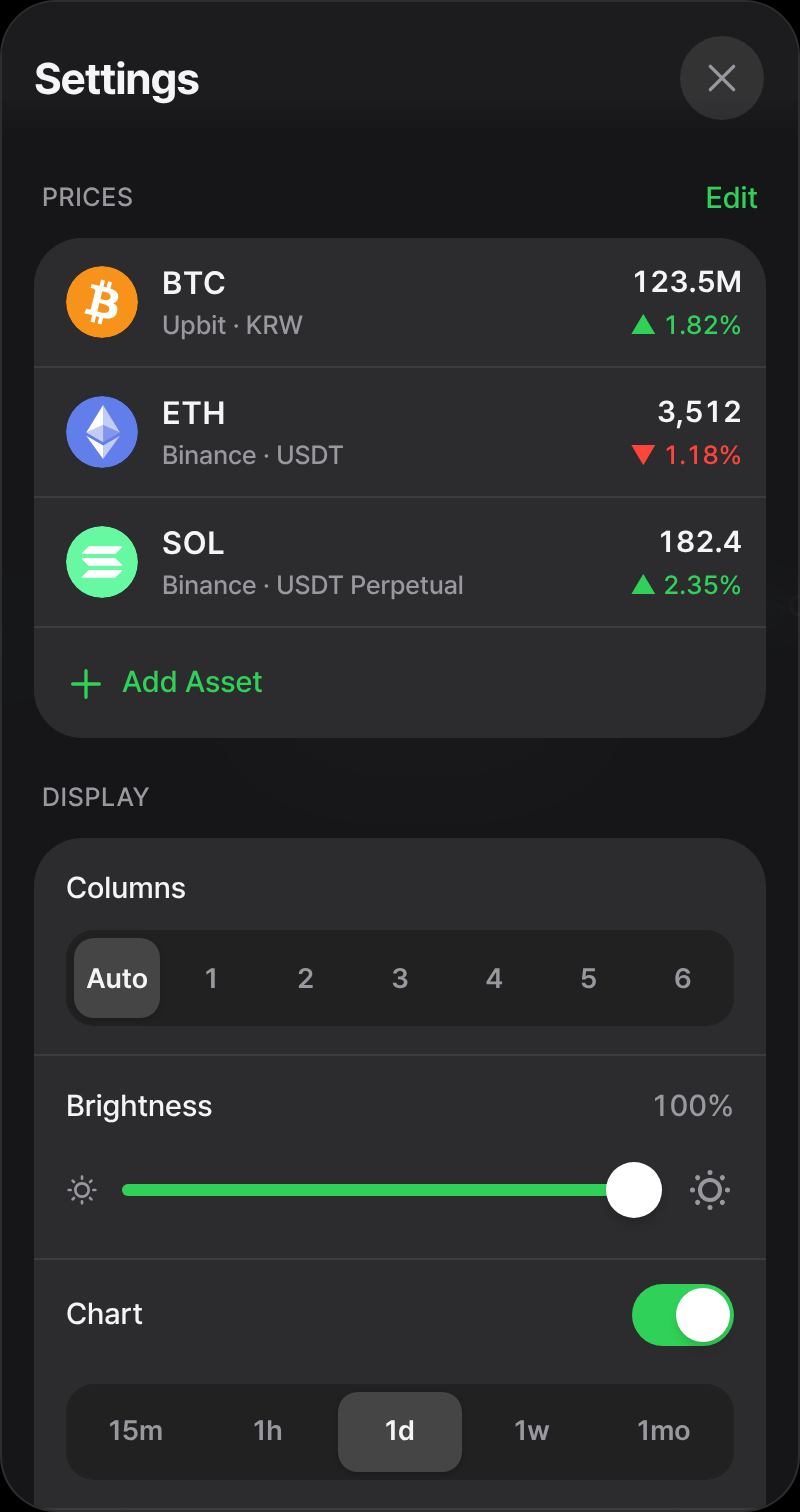 Settings
PRICES
Edit
BTC
123.5M
Upbit · KRW
▲ 1.82%
ETH
3,512
Binance · USDT
▼ 1.18%
SOL
182.4
Binance · USDT Perpetual
▲ 2.35%
+ Add Asset
DISPLAY
Columns
Auto 1 2 3 4 5 6
Brightness
100%
Chart
15m 1h 1d 1w 1mo